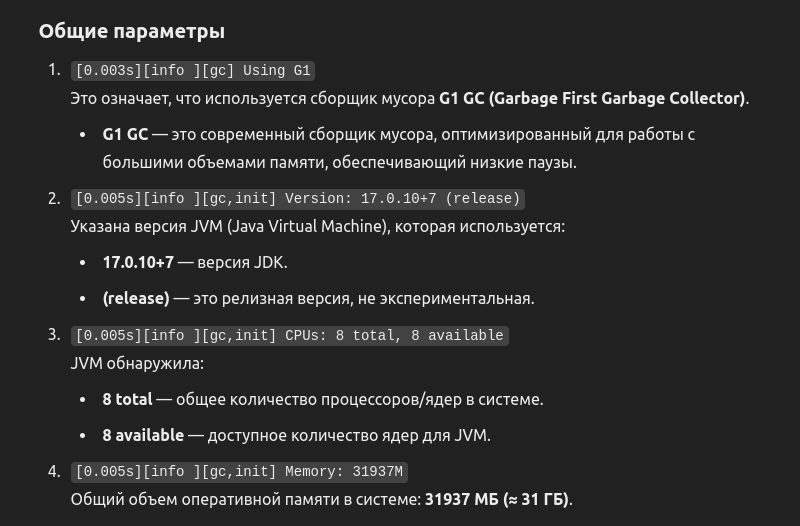 Общие параметры
1. [0.003s][info ][gc] Using G1
Это означает, что используется сборщик мусора G1 GC (Garbage First Garbage Collector).
• G1 GC — это современный сборщик мусора, оптимизированный для работы с
большими объемами памяти, обеспечивающий низкие паузы.
2. [0.005s][info ][gc,init] Version: 17.0.10+7 (release)
Указана версия JVM (Java Virtual Machine), которая используется:
• 17.0.10+7 — версия JDK.
• (release) — это релизная версия, не экспериментальная.
3. [0.005s][info ][gc,init] CPUs: 8 total, 8 available
JVM обнаружила:
• 8 total — общее количество процессоров/ядер в системе.
• 8 available — доступное количество ядер для JVM.
4. [0.005s][info ][gc,init] Memory: 31937M
Общий объем оперативной памяти в системе: 31937 МБ (≈ 31 ГБ).